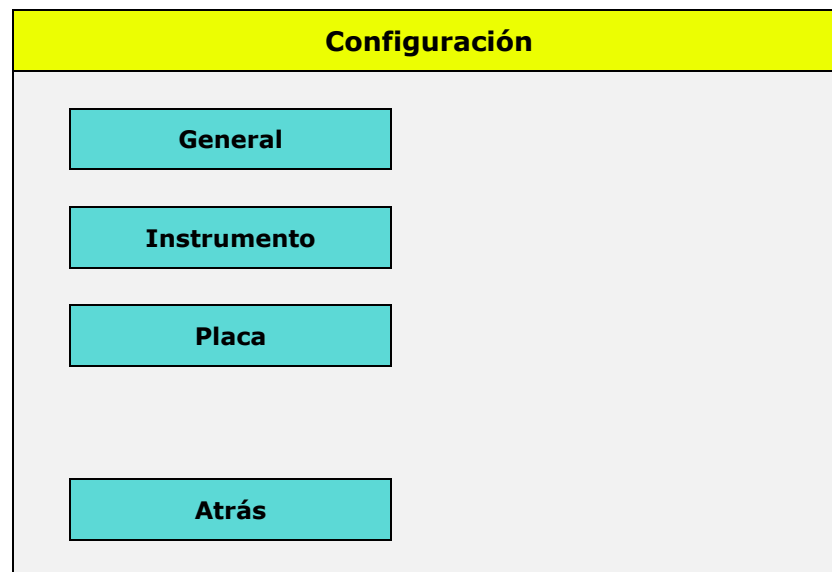 Configuración
General
Instrumento
Placa
Atrás